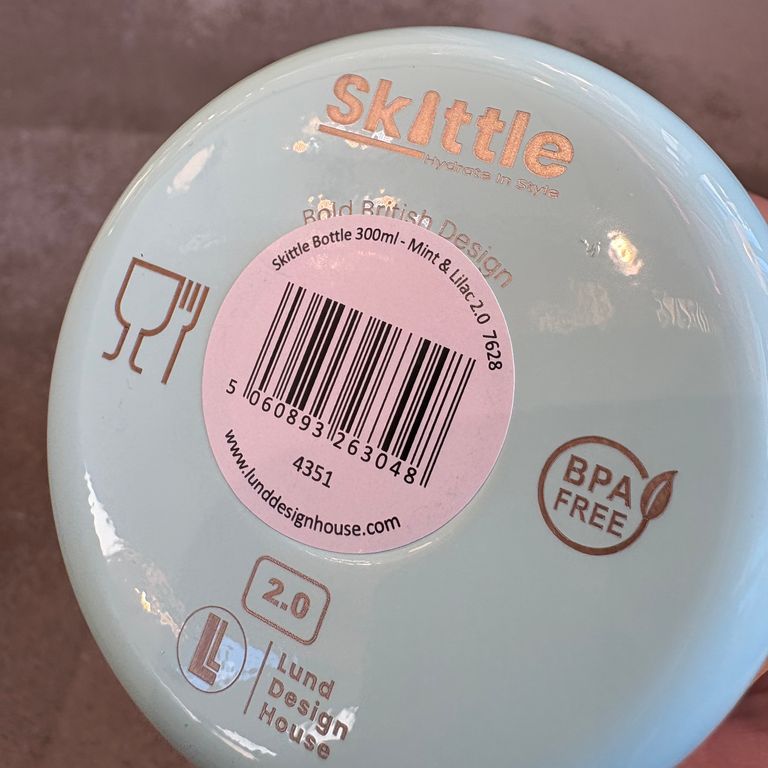 Skittle
Hydrate In Style
Bold British Design
Skittle Bottle 300ml - Mint & Lilac 2.0 7628
5 060893 263048
4351
www.lunddesignhouse.com
BPA
FREE
2.0
LL
Lund
Design
House